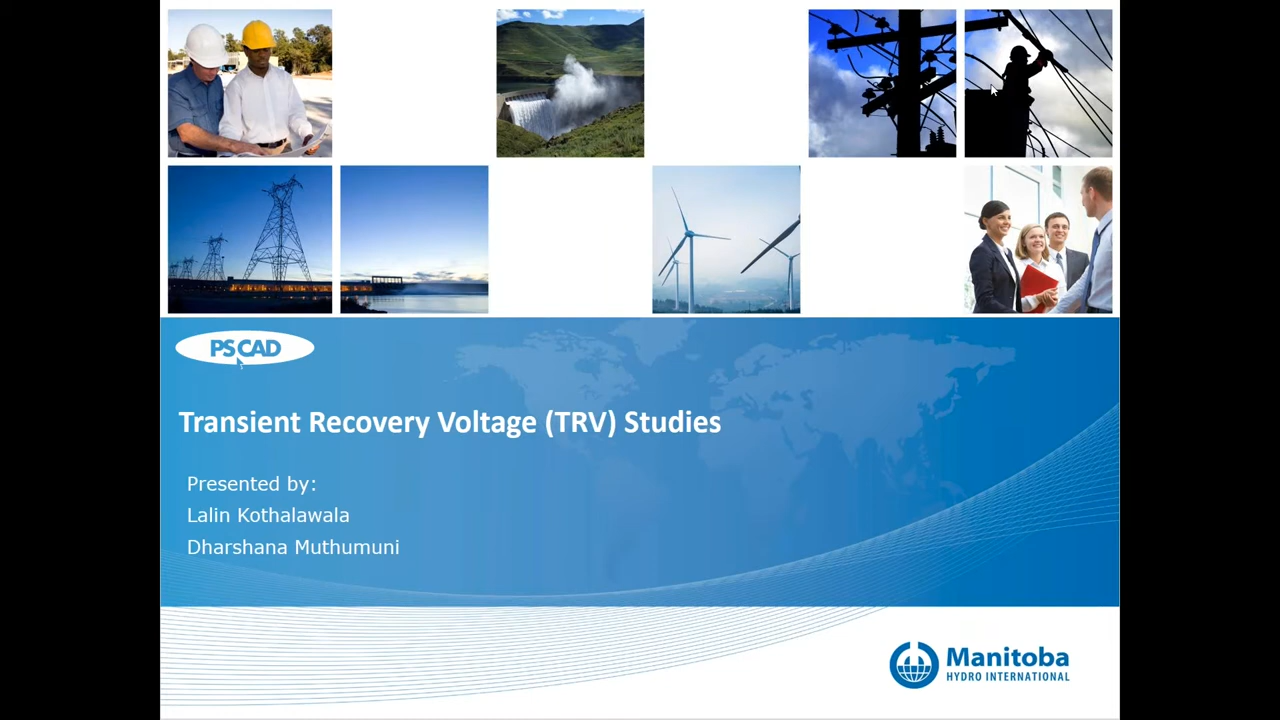 PSCAD
Transient Recovery Voltage (TRV) Studies
Presented by:
Lalin Kothalawala
Dharshana Muthumuni
Manitoba
HYDRO INTERNATIONAL